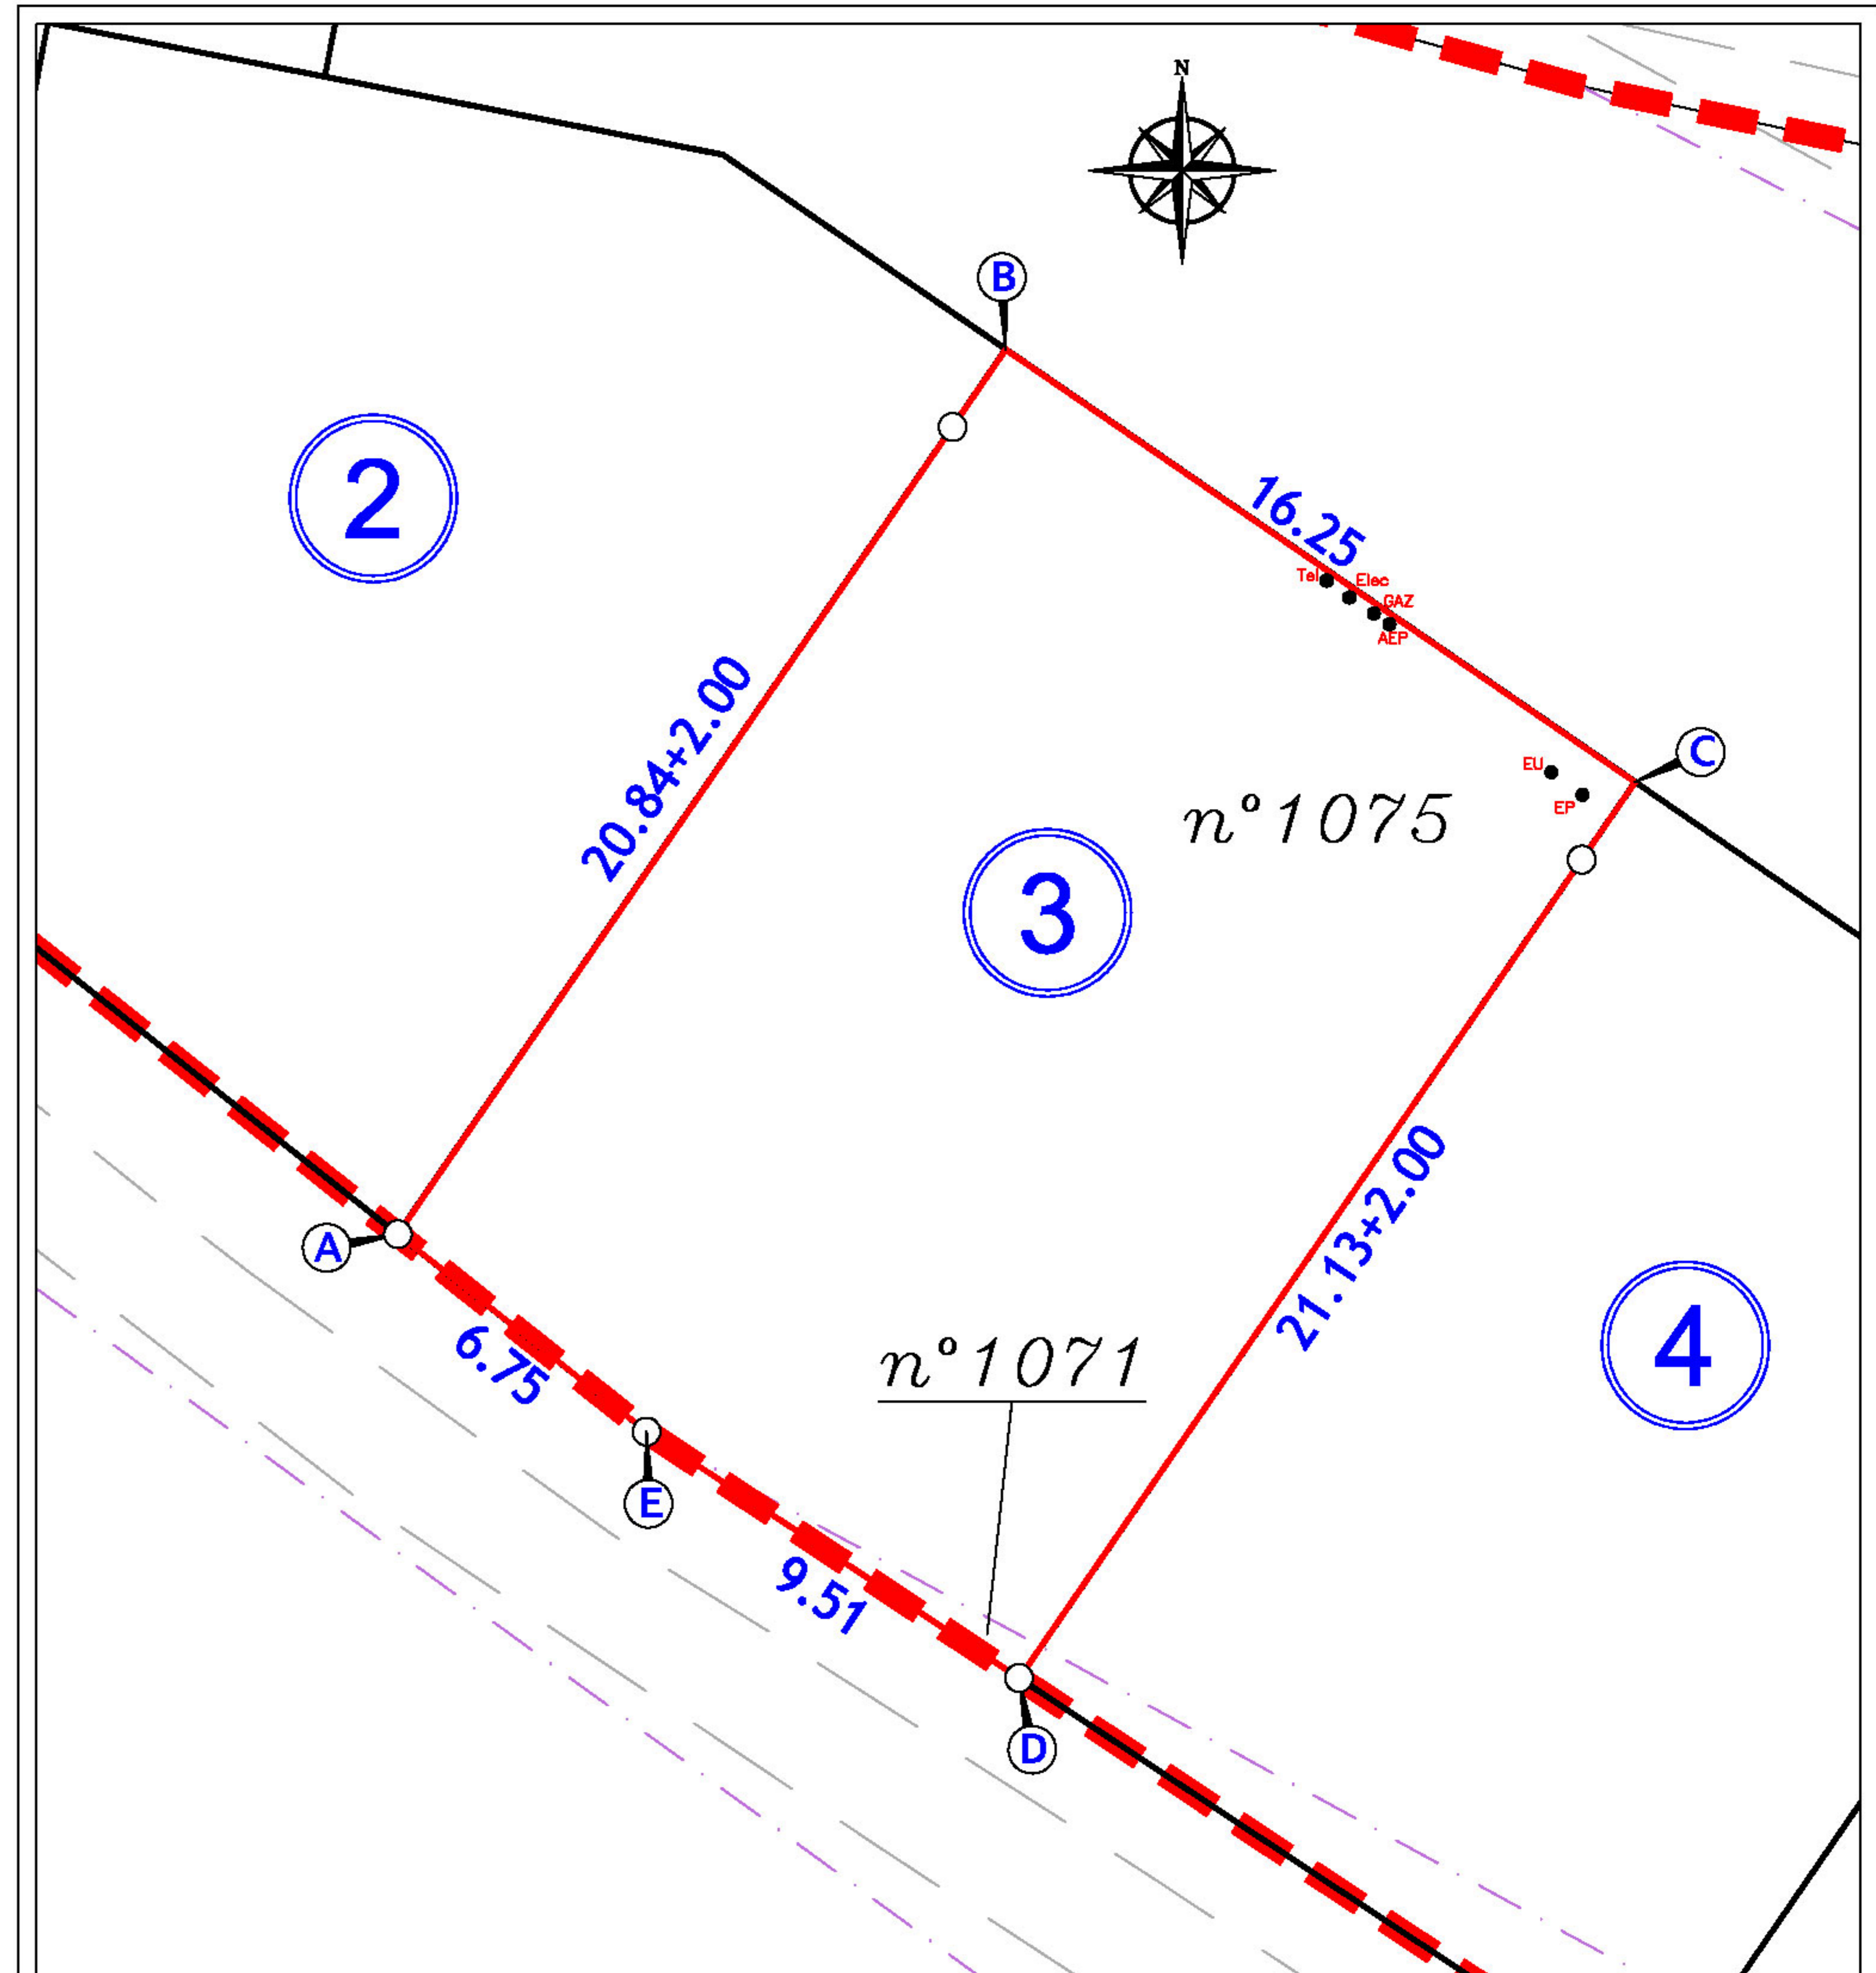 N
B
2
16.25
Tel
Elec
GAZ
AEP
20.84+2.00
C
EU
EP
n°1075
3
A
21.13+2.00
6.75
n°1071
4
E
9.51
D